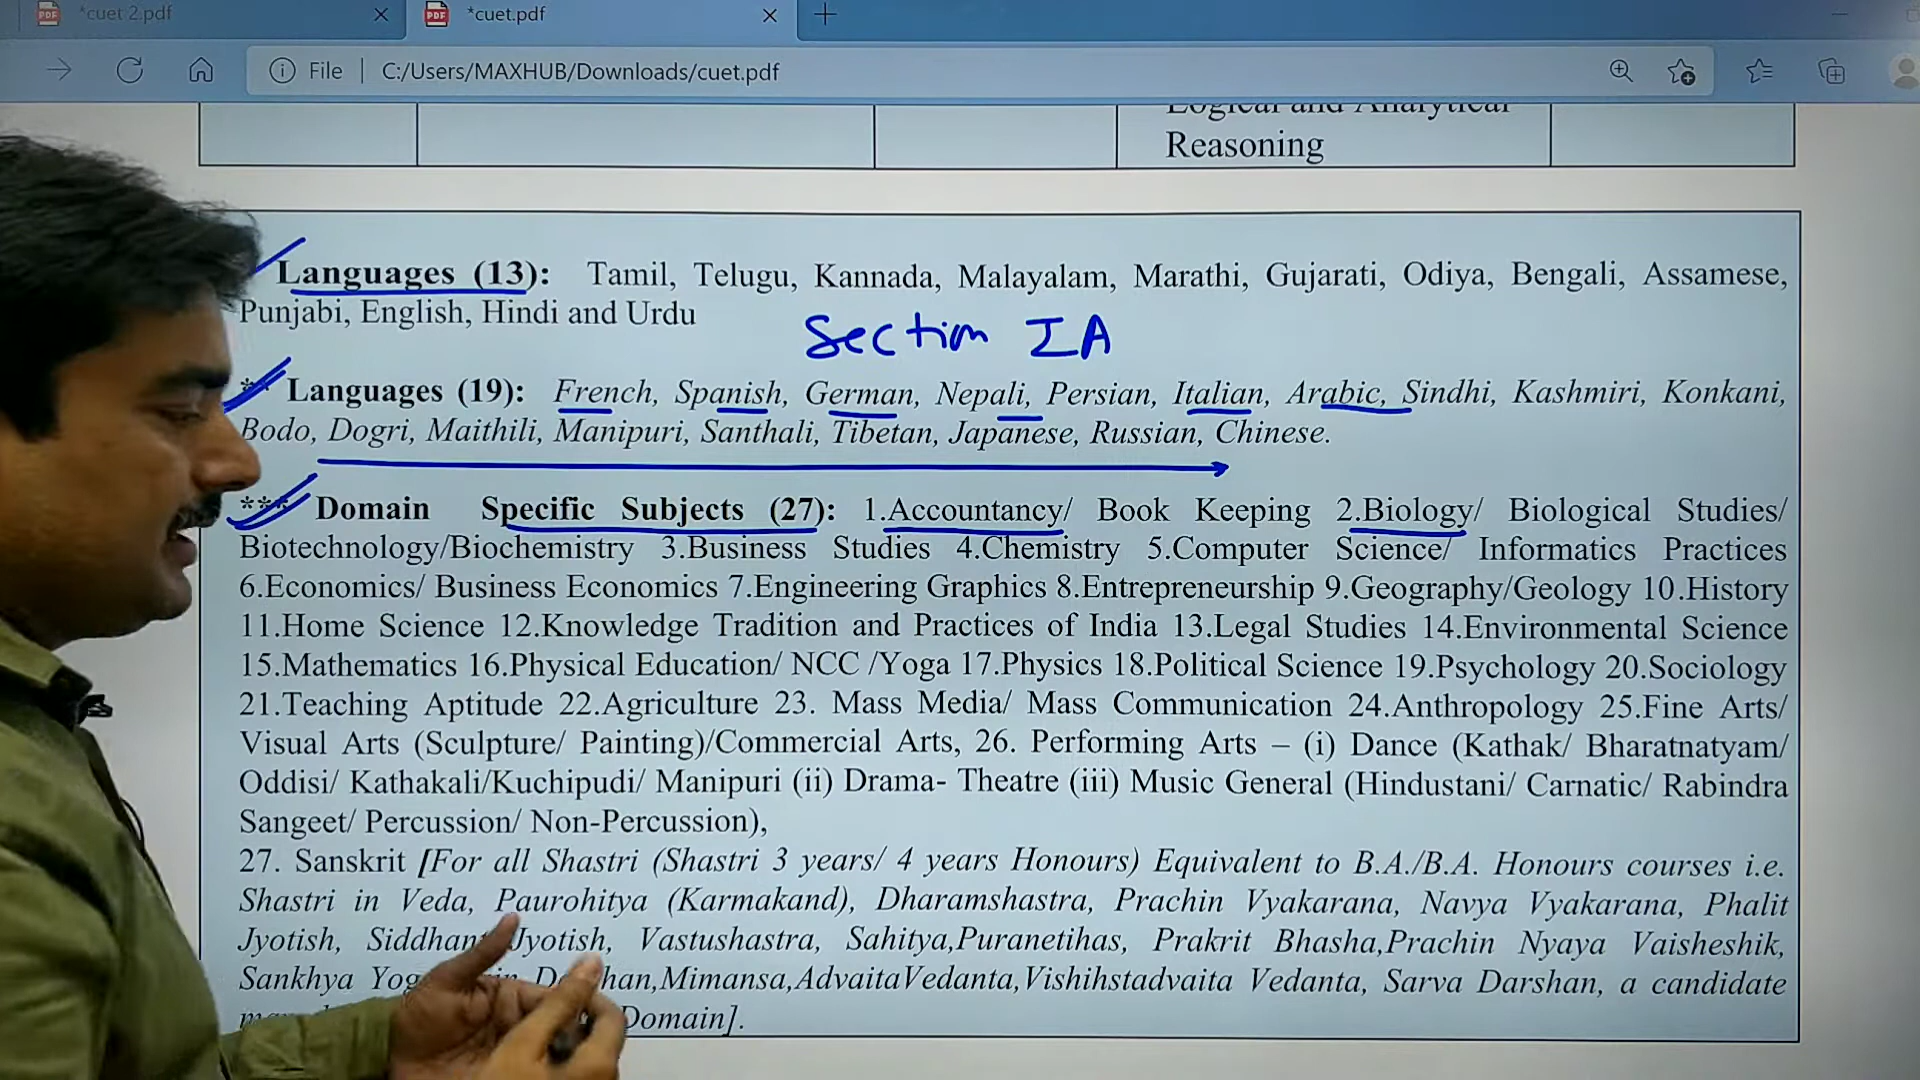 *cuet 2.pdf
*cuet.pdf
File
C:/Users/MAXHUB/Downloads/cuet.pdf
Logical and Analytical
Reasoning
Languages (13): Tamil, Telugu, Kannada, Malayalam, Marathi, Gujarati, Odiya, Bengali, Assamese,
Punjabi, English, Hindi and Urdu
Section IA
** Languages (19): French, Spanish, German, Nepali, Persian, Italian, Arabic, Sindhi, Kashmiri, Konkani,
Bodo, Dogri, Maithili, Manipuri, Santhali, Tibetan, Japanese, Russian, Chinese.
*** Domain Specific Subjects (27): 1.Accountancy/ Book Keeping 2.Biology/ Biological Studies/
Biotechnology/Biochemistry 3.Business Studies 4.Chemistry 5.Computer Science/ Informatics Practices
6.Economics/ Business Economics 7.Engineering Graphics 8.Entrepreneurship 9.Geography/Geology 10.History
11.Home Science 12.Knowledge Tradition and Practices of India 13.Legal Studies 14.Environmental Science
15.Mathematics 16.Physical Education/ NCC /Yoga 17.Physics 18.Political Science 19.Psychology 20.Sociology
21.Teaching Aptitude 22.Agriculture 23. Mass Media/ Mass Communication 24.Anthropology 25.Fine Arts/
Visual Arts (Sculpture/ Painting)/Commercial Arts, 26. Performing Arts – (i) Dance (Kathak/ Bharatnatyam/
Oddisi/ Kathakali/Kuchipudi/ Manipuri (ii) Drama- Theatre (iii) Music General (Hindustani/ Carnatic/ Rabindra
Sangeet/ Percussion/ Non-Percussion),
27. Sanskrit [For all Shastri (Shastri 3 years/ 4 years Honours) Equivalent to B.A./B.A. Honours courses i.e.
Shastri in Veda, Paurohitya (Karmakand), Dharamshastra, Prachin Vyakarana, Navya Vyakarana, Phalit
Jyotish, Siddhant Jyotish, Vastushastra, Sahitya,Puranetihas, Prakrit Bhasha,Prachin Nyaya Vaisheshik,
Sankhya Mimansa,AdvaitaVedanta,Vishihstadvaita Vedanta, Sarva Darshan, a candidate
Domain].